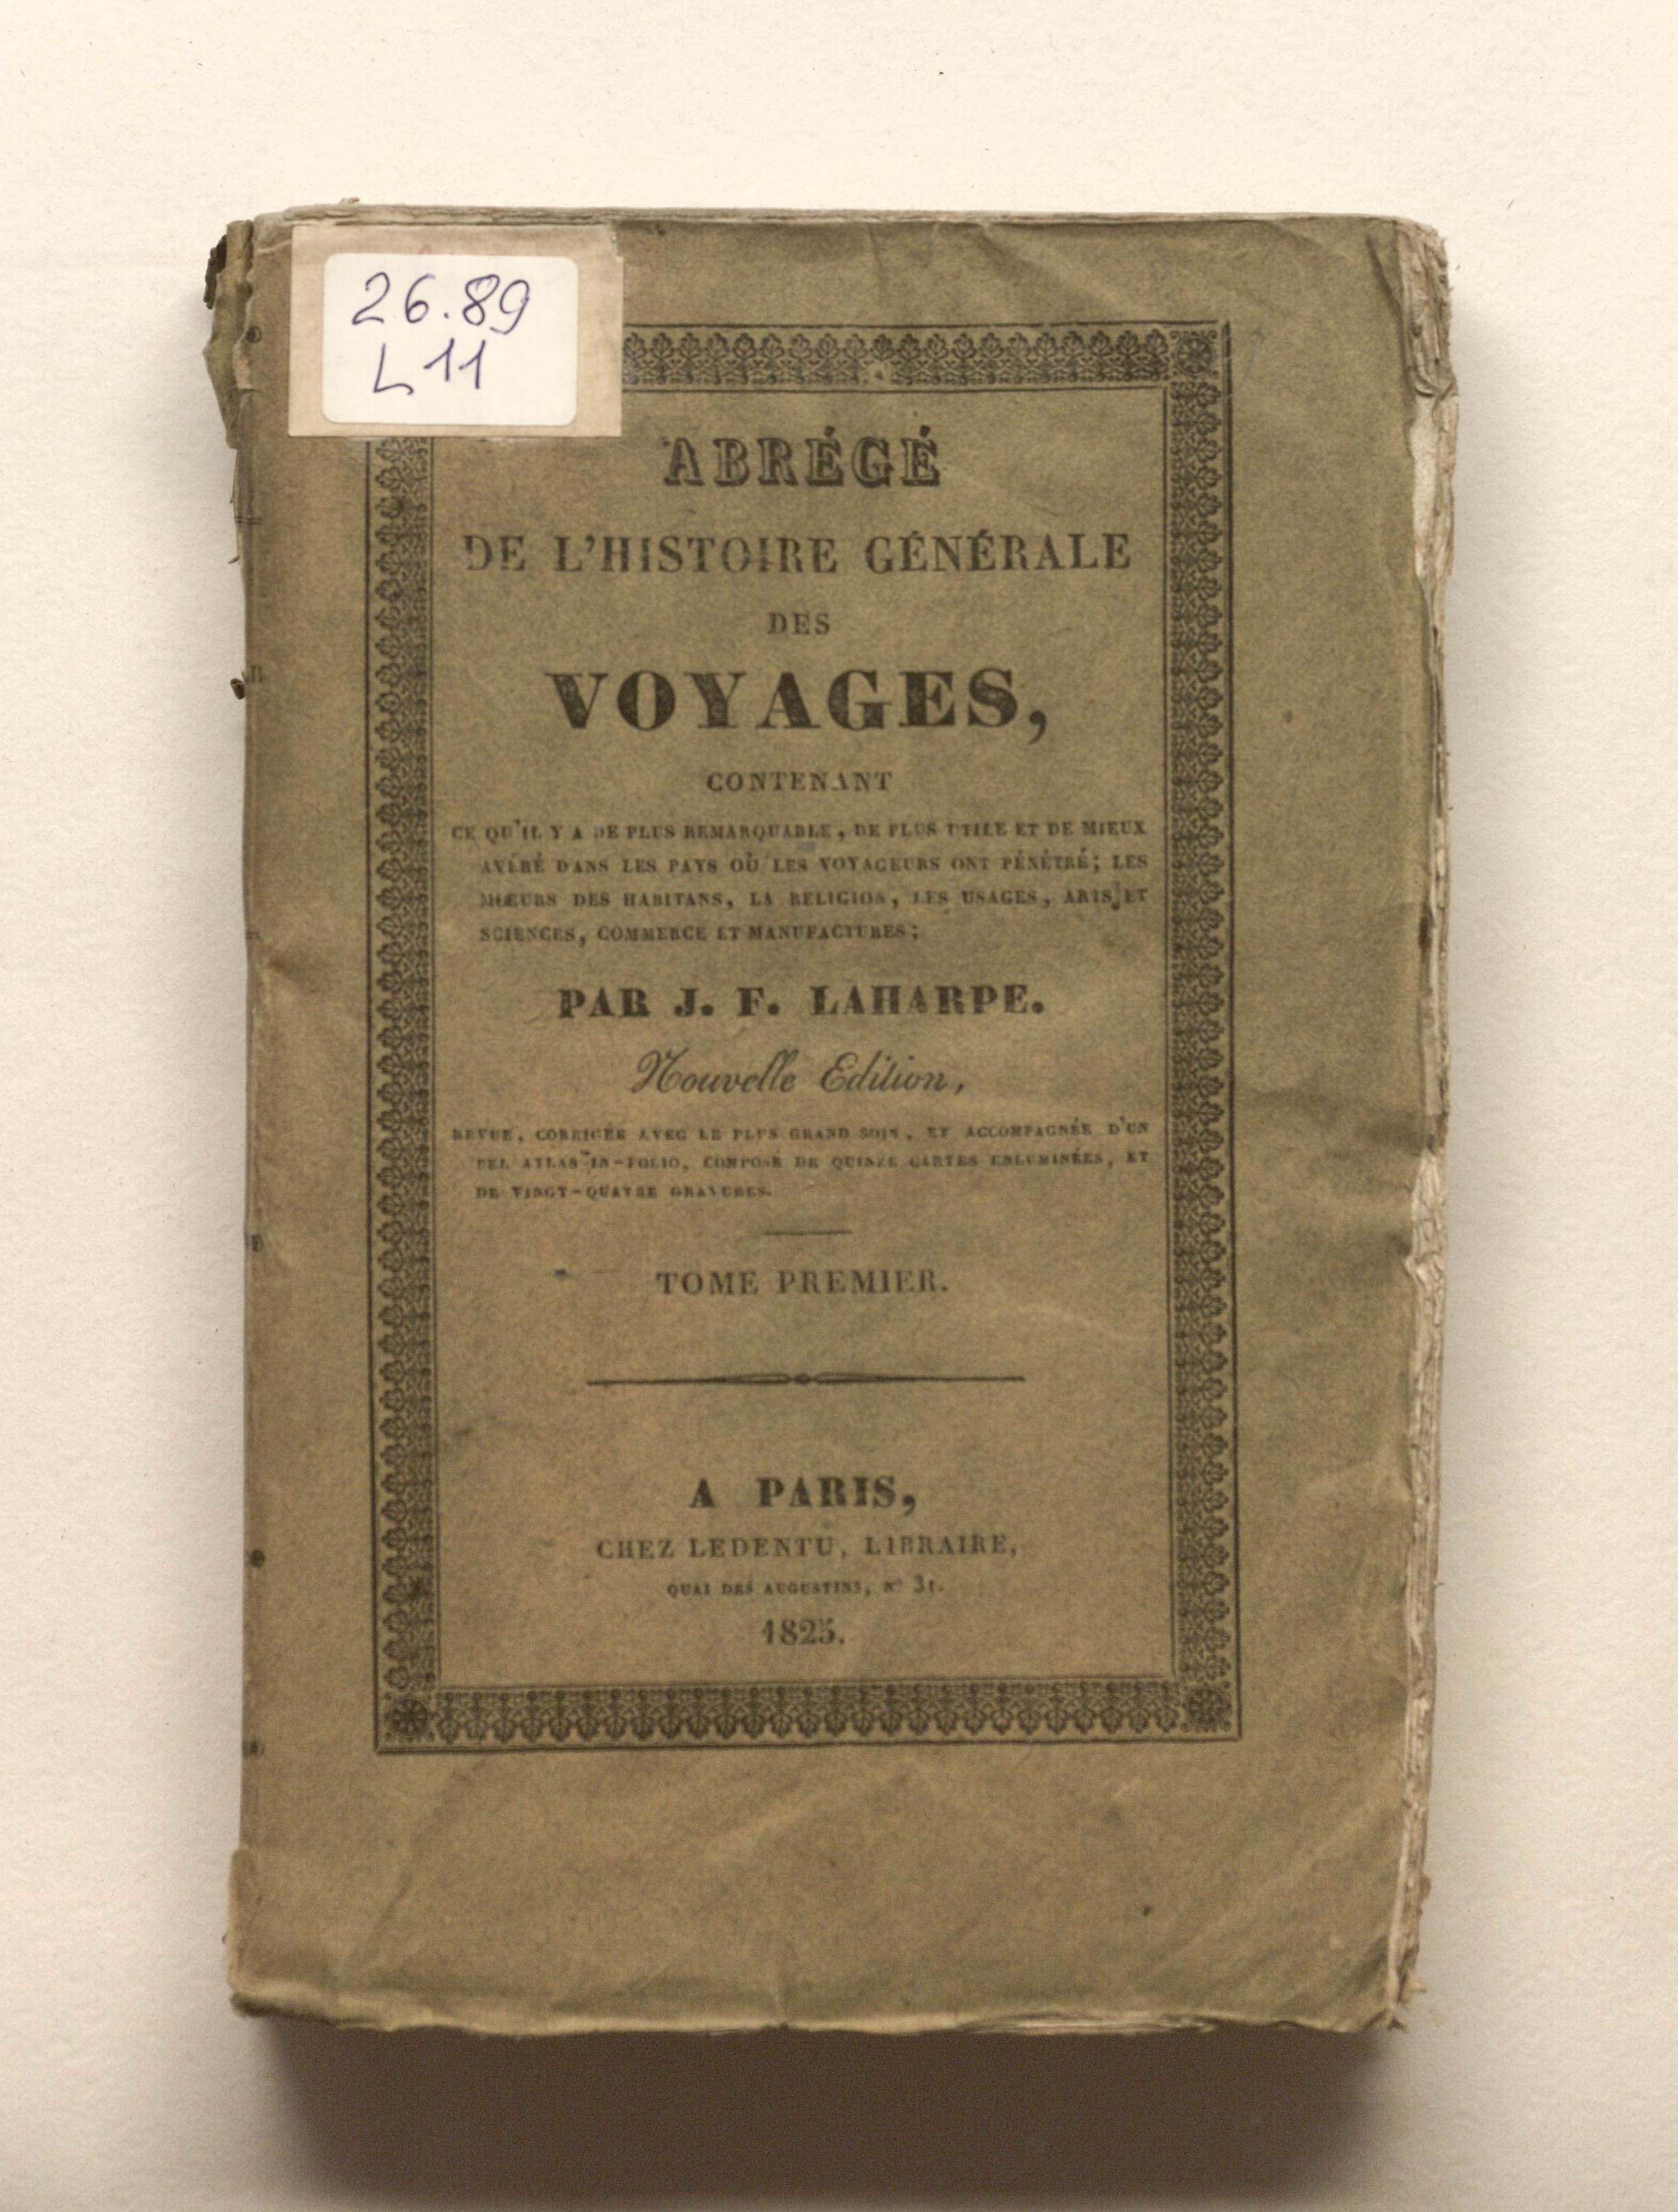 26.89
L11
ABRÉGÉ
DE L'HISTOIRE GÉNÉRALE
DES
VOYAGES,
CONTENANT
CE QU'IL Y A DE PLUS REMARQUABLE, DE PLUS UTILE ET DE MIEUX
AVÉRÉ DANS LES PAYS OÙ LES VOYAGEURS ONT PÉNÉTRÉ; LES
MŒURS DES HABITANS, LA RELIGION, LES USAGES, ARTS ET
SCIENCES, COMMERCE ET MANUFACTURES;
PAR J. F. LAHARPE.
Nouvelle Edition,
REVUE, CORRIGÉE AVEC LE PLUS GRAND SOIN, ET ACCOMPAGNÉE D'UN
BEL ATLAS IN-FOLIO, COMPOSÉ DE QUINZE CARTES ENLUMINÉES, ET
DE VINGT-QUATRE GRAVURES.
TOME PREMIER.
A PARIS,
CHEZ LEDENTU, LIBRAIRE,
QUAI DES AUGUSTINS, Nº 31.
1825.